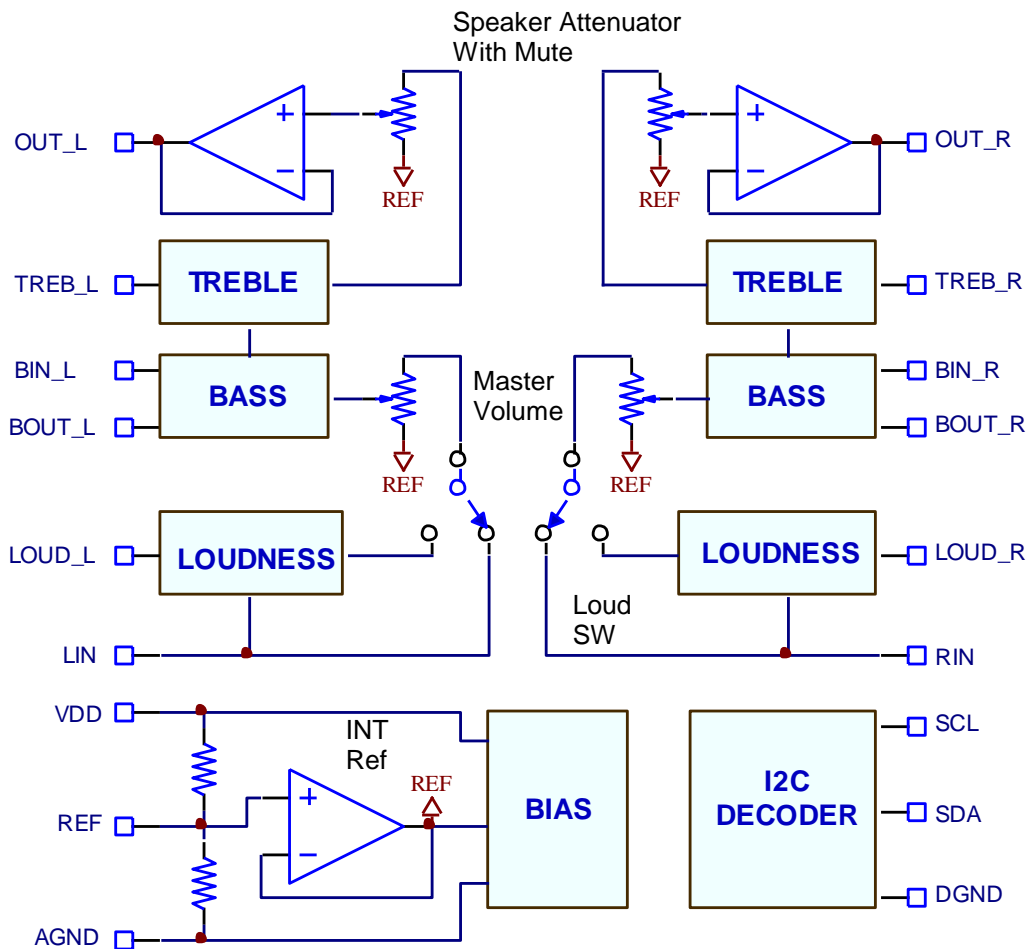 Speaker Attenuator
With Mute
+
+
OUT_L
OUT_R
−
−
REF
REF
TREB_L
TREBLE
TREBLE
TREB_R
BIN_L
BASS
Master
Volume
BASS
BIN_R
BOUT_L
BOUT_R
REF
REF
LOUD_L
LOUDNESS
LOUDNESS
LOUD_R
Loud
SW
LIN
RIN
VDD
INT
Ref
SCL
REF
+
I2C
DECODER
REF
BIAS
SDA
−
DGND
AGND